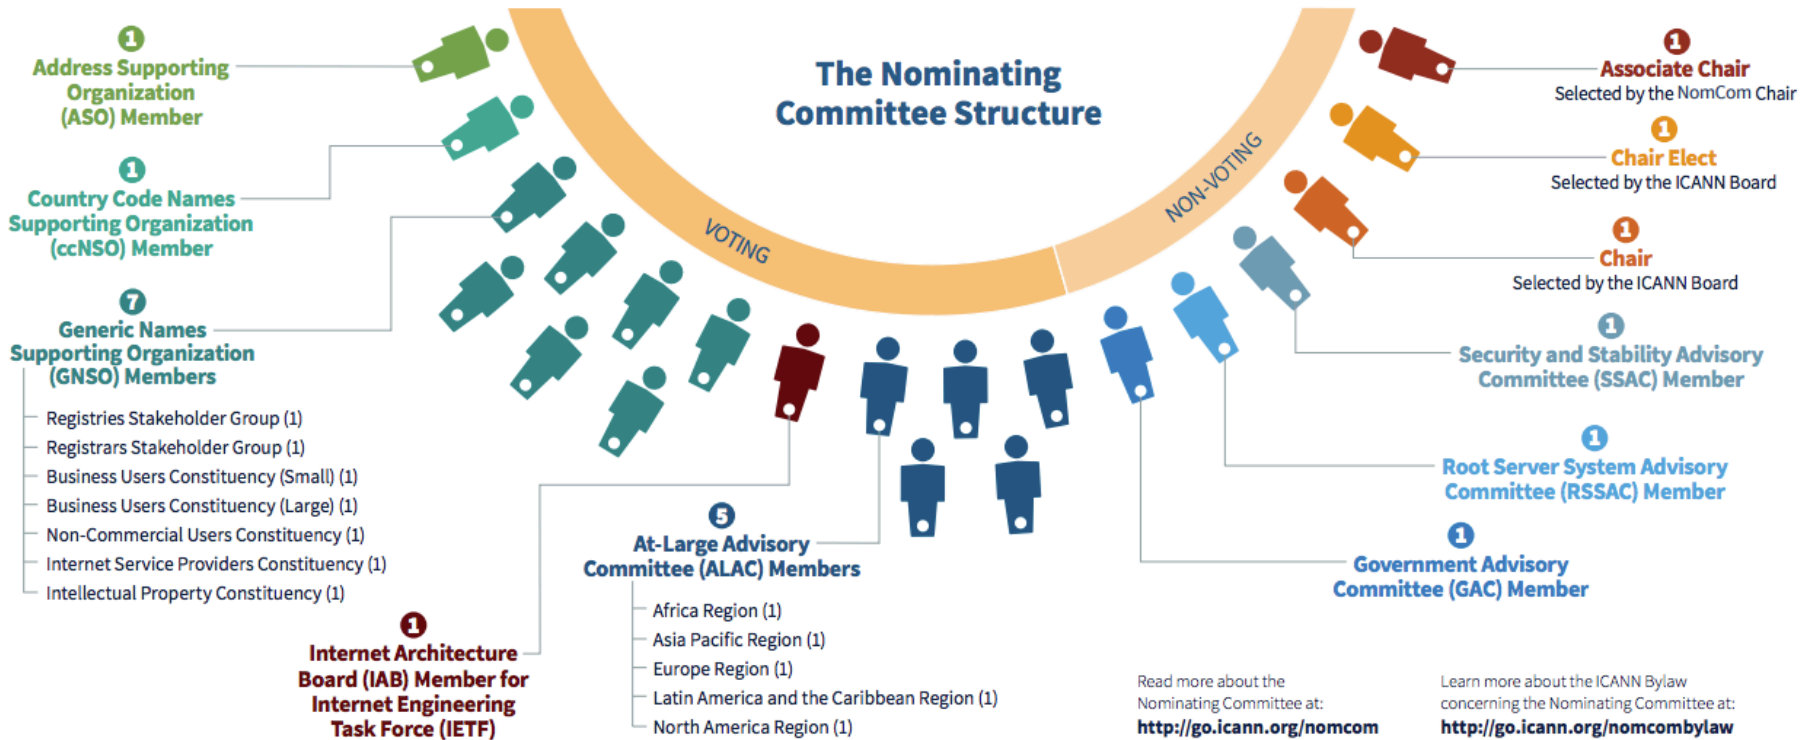 The Nominating
Committee Structure
VOTING
NON-VOTING
1
Address Supporting
Organization
(ASO) Member
1
Country Code Names
Supporting Organization
(ccNSO) Member
7
Generic Names
Supporting Organization
(GNSO) Members
Registries Stakeholder Group (1)
Registrars Stakeholder Group (1)
Business Users Constituency (Small) (1)
Business Users Constituency (Large) (1)
Non-Commercial Users Constituency (1)
Internet Service Providers Constituency (1)
Intellectual Property Constituency (1)
1
Internet Architecture
Board (IAB) Member for
Internet Engineering
Task Force (IETF)
5
At-Large Advisory
Committee (ALAC) Members
Africa Region (1)
Asia Pacific Region (1)
Europe Region (1)
Latin America and the Caribbean Region (1)
North America Region (1)
1
Associate Chair
Selected by the NomCom Chair
1
Chair Elect
Selected by the ICANN Board
1
Chair
Selected by the ICANN Board
1
Security and Stability Advisory
Committee (SSAC) Member
1
Root Server System Advisory
Committee (RSSAC) Member
1
Government Advisory
Committee (GAC) Member
Read more about the
Nominating Committee at:
http://go.icann.org/nomcom
Learn more about the ICANN Bylaw
concerning the Nominating Committee at:
http://go.icann.org/nomcombylaw